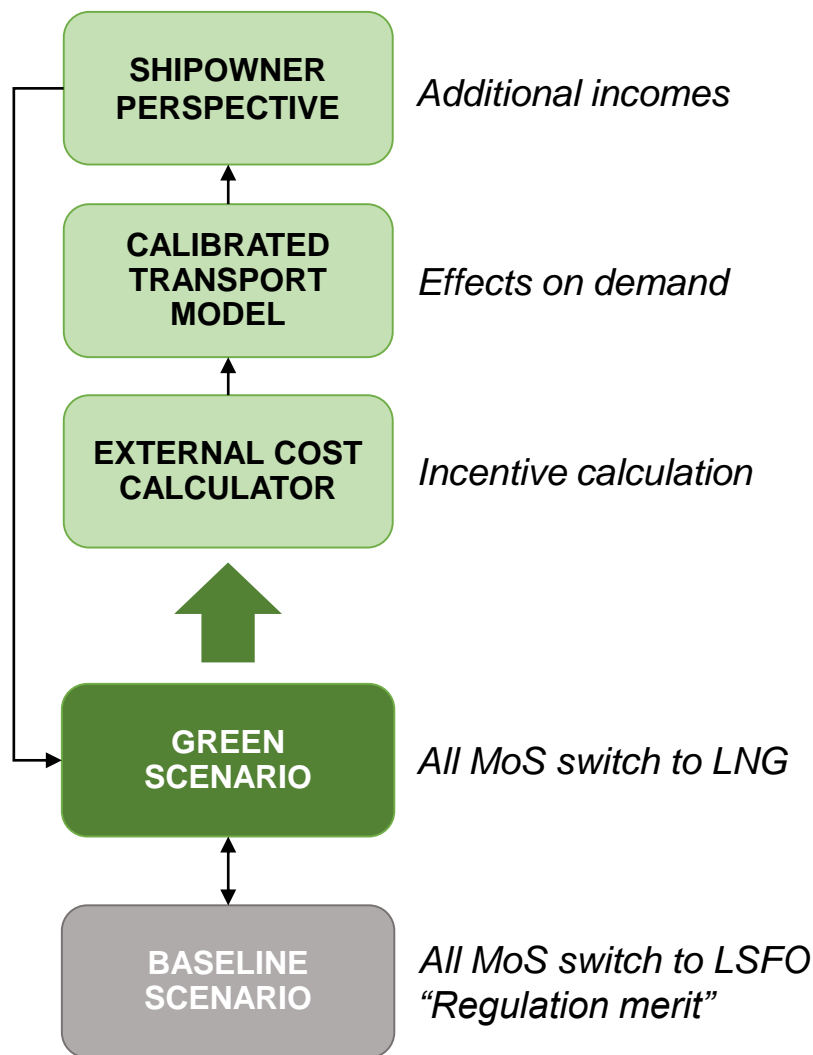 SHIPOWNER
PERSPECTIVE
Additional incomes
CALIBRATED
TRANSPORT
MODEL
Effects on demand
EXTERNAL COST
CALCULATOR
Incentive calculation
GREEN
SCENARIO
All MoS switch to LNG
BASELINE
SCENARIO
All MoS switch to LSFO
“Regulation merit”